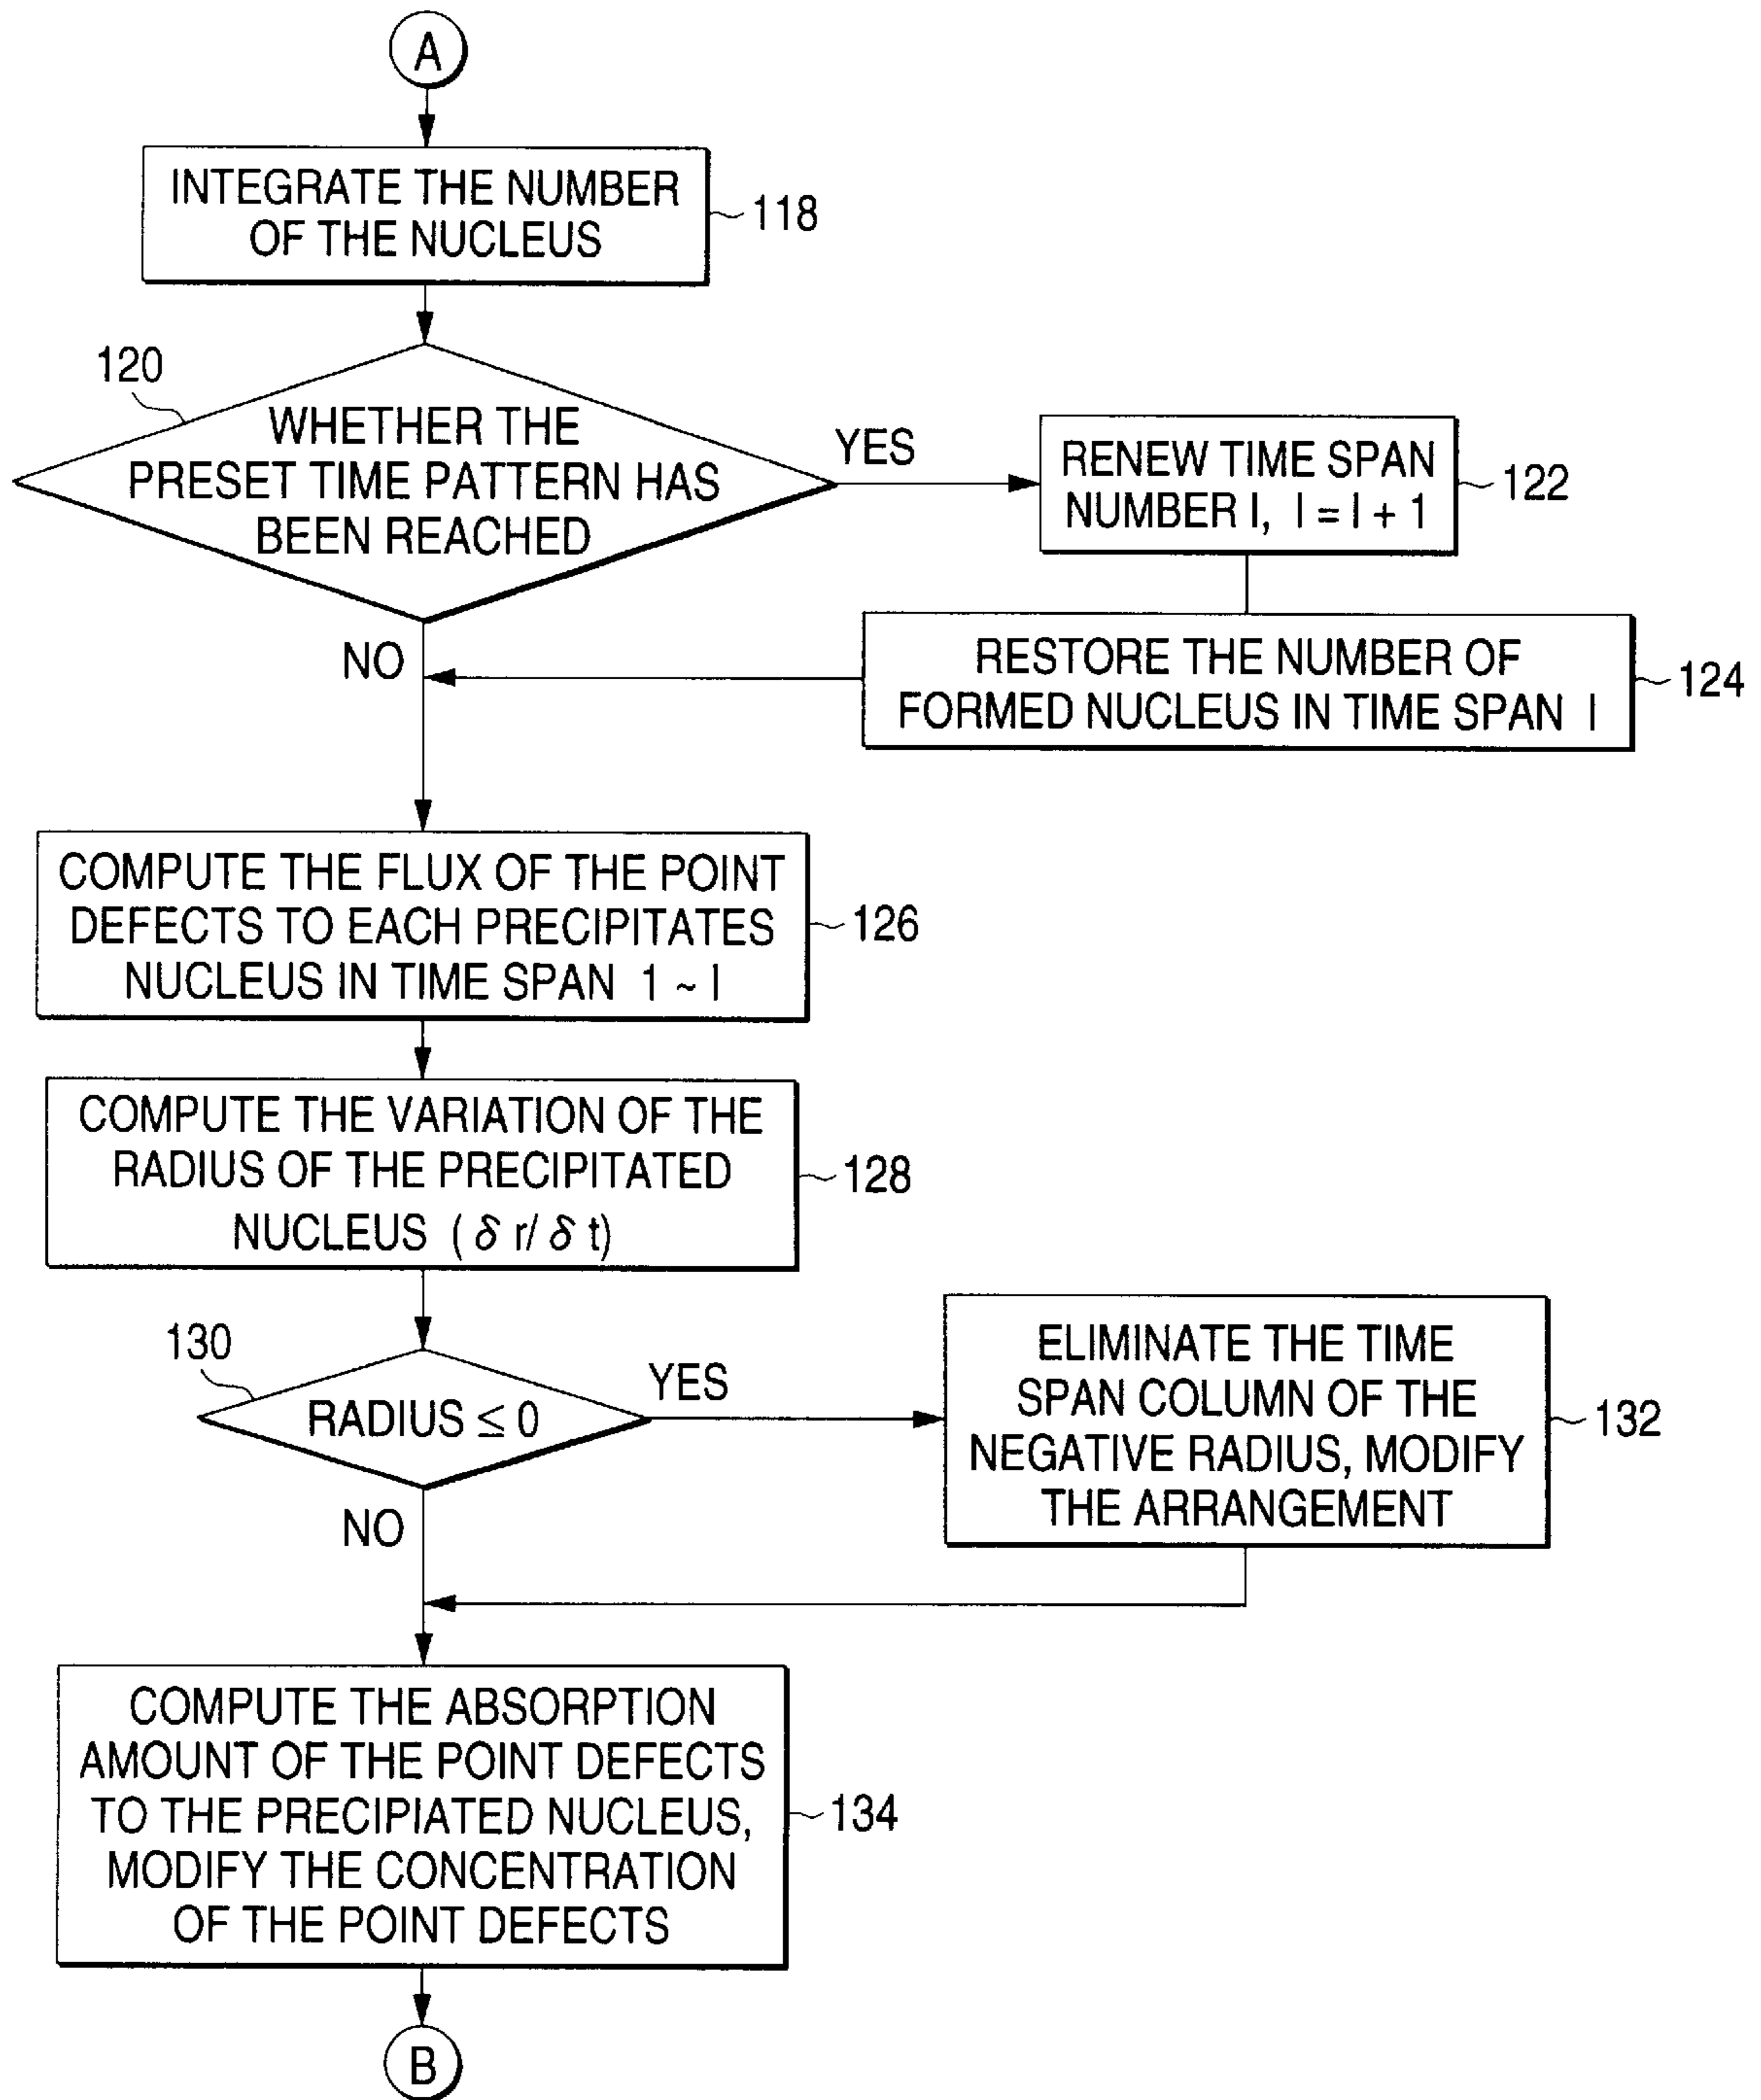 A
INTEGRATE THE NUMBER
OF THE NUCLEUS
118
120
WHETHER THE
PRESET TIME PATTERN HAS
BEEN REACHED
YES
RENEW TIME SPAN
NUMBER I, I = I + 1
122
NO
RESTORE THE NUMBER OF
FORMED NUCLEUS IN TIME SPAN I
124
COMPUTE THE FLUX OF THE POINT
DEFECTS TO EACH PRECIPITATES
NUCLEUS IN TIME SPAN 1 ~ I
126
COMPUTE THE VARIATION OF THE
RADIUS OF THE PRECIPITATED
NUCLEUS (δ r/ δ t)
128
130
RADIUS ≤ 0
YES
ELIMINATE THE TIME
SPAN COLUMN OF THE
NEGATIVE RADIUS, MODIFY
THE ARRANGEMENT
132
NO
COMPUTE THE ABSORPTION
AMOUNT OF THE POINT DEFECTS
TO THE PRECIPIATED NUCLEUS,
MODIFY THE CONCENTRATION
OF THE POINT DEFECTS
134
B